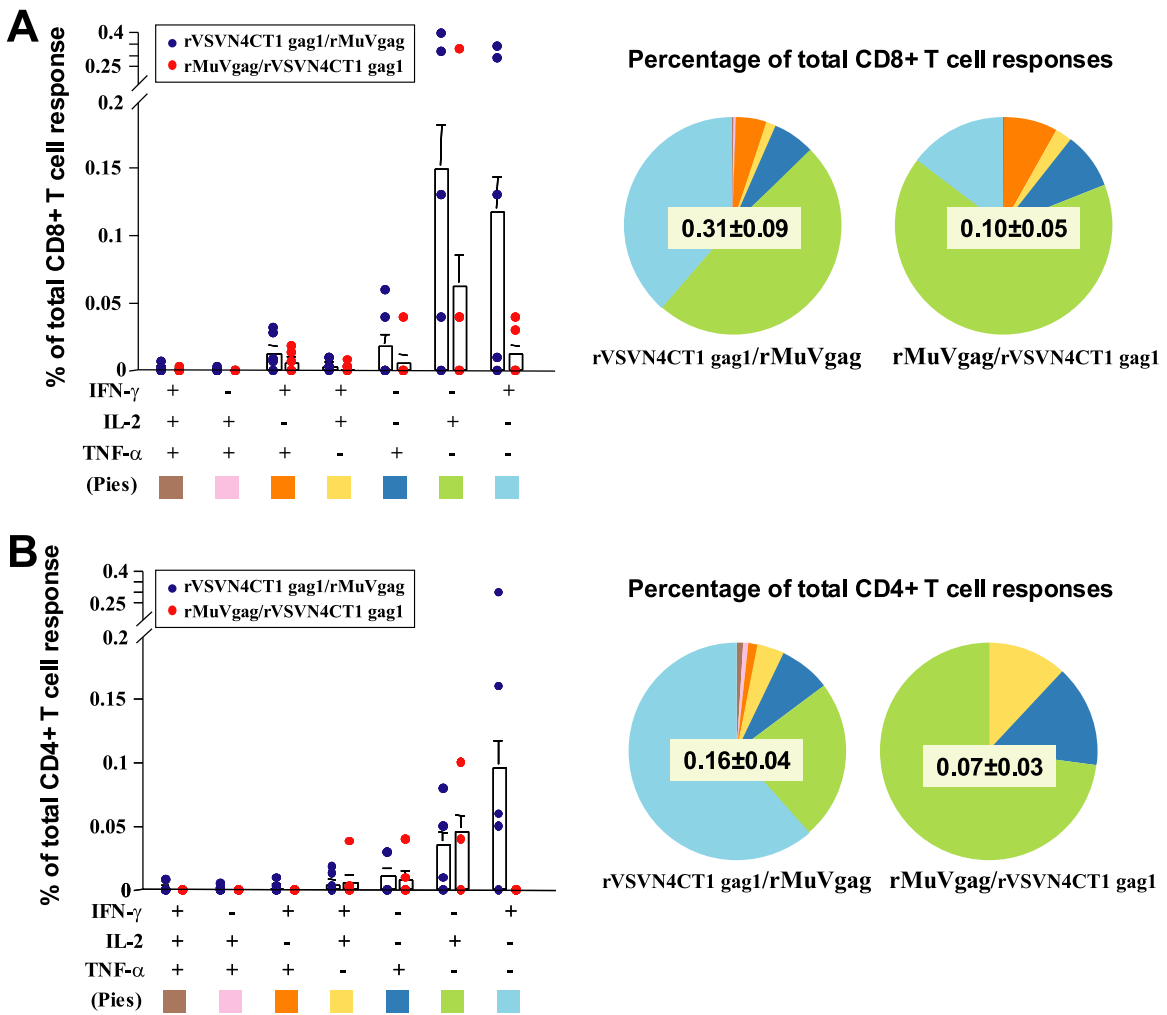 A
% of total CD8+ T cell response
0.4
0.25
0.2
0.15
0.1
0.05
0
rVSVN4CT1 gag1/rMuVgag
rMuVgag/rVSVN4CT1 gag1
IFN-γ + - + + - - +
IL-2 + + - + - + -
TNF-α + + + - + - -
(Pies)
Percentage of total CD8+ T cell responses
0.31±0.09
0.10±0.05
rVSVN4CT1 gag1/rMuVgag
rMuVgag/rVSVN4CT1 gag1
B
% of total CD4+ T cell response
0.4
0.25
0.2
0.15
0.1
0.05
0
rVSVN4CT1 gag1/rMuVgag
rMuVgag/rVSVN4CT1 gag1
IFN-γ + - + + - - +
IL-2 + + - + - + -
TNF-α + + + - + - -
(Pies)
Percentage of total CD4+ T cell responses
0.16±0.04
0.07±0.03
rVSVN4CT1 gag1/rMuVgag
rMuVgag/rVSVN4CT1 gag1